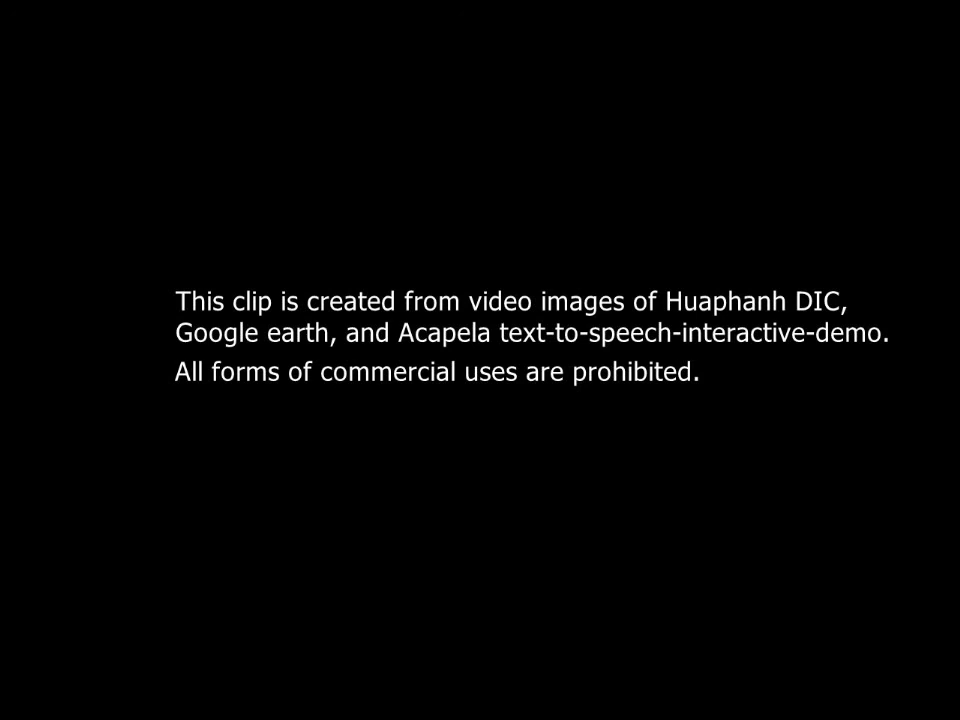 This clip is created from video images of Huaphanh DIC,
Google earth, and Acapela text-to-speech-interactive-demo.
All forms of commercial uses are prohibited.